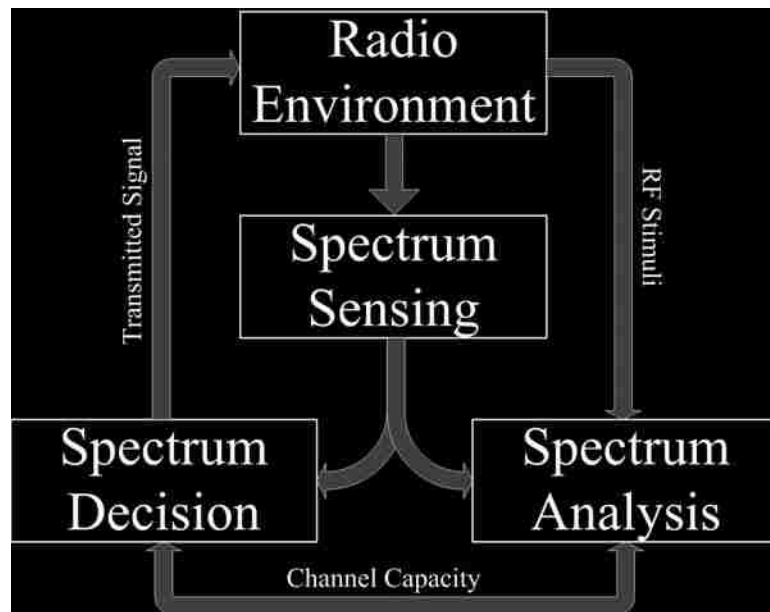 Radio
Environment
Transmitted Signal
RF Stimuli
Spectrum
Sensing
Spectrum
Decision
Spectrum
Analysis
Channel Capacity